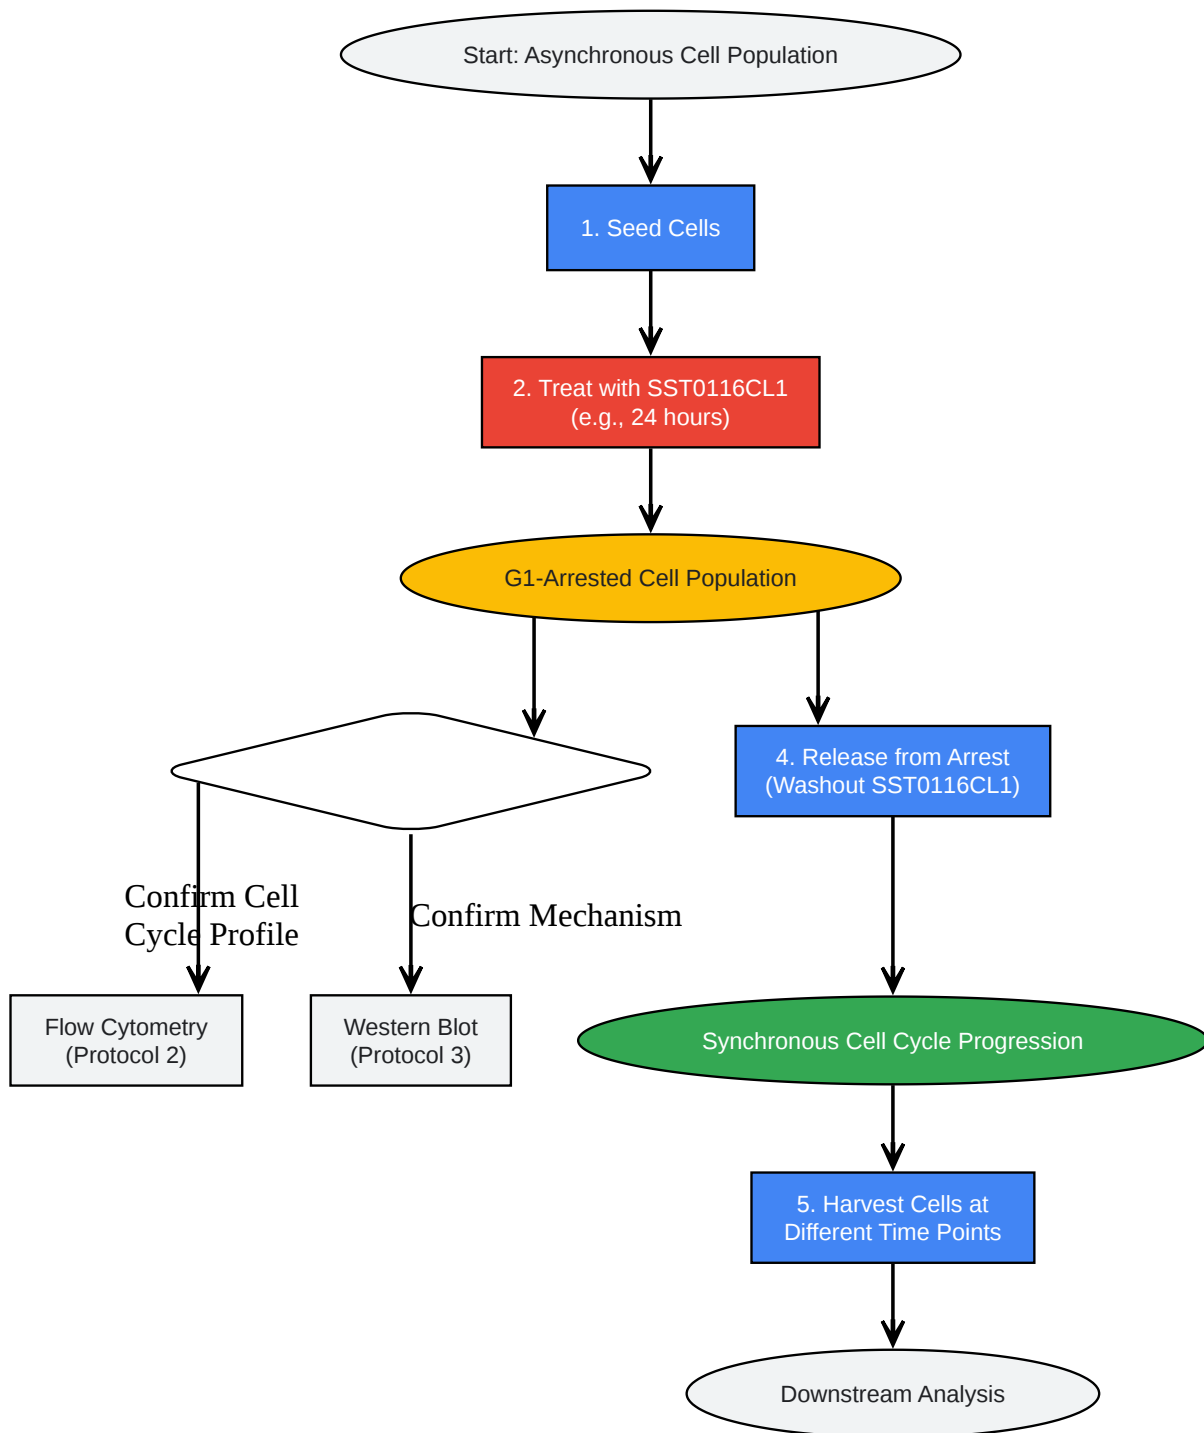 Start: Asynchronous Cell Population
1. Seed Cells
2. Treat with SST0116CL1
(e.g., 24 hours)
G1-Arrested Cell Population
4. Release from Arrest
(Washout SST0116CL1)
Confirm Cell
Cycle Profile
Confirm Mechanism
Flow Cytometry
(Protocol 2)
Western Blot
(Protocol 3)
Synchronous Cell Cycle Progression
5. Harvest Cells at
Different Time Points
Downstream Analysis